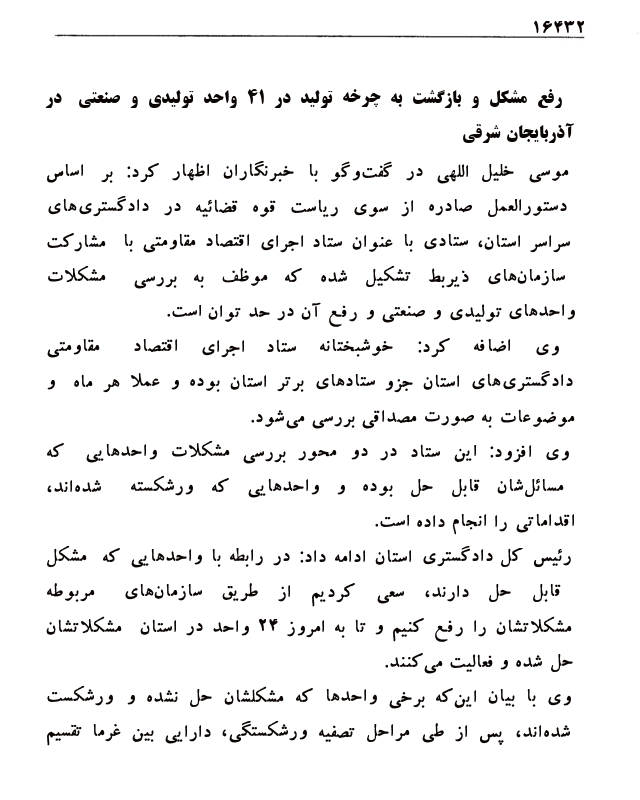 ۱۶۴۳۲
رفع مشکل و بازگشت به چرخه تولید در ۴۱ واحد تولیدی و صنعتی در
آذربایجان شرقی
موسی خلیل اللهی در گفت‌وگو با خبرنگاران اظهار کرد: بر اساس
دستورالعمل صادره از سوی ریاست قوه قضائیه در دادگستری‌های
سراسر استان، ستادی با عنوان ستاد اجرای اقتصاد مقاومتی با مشارکت
سازمان‌های ذیربط تشکیل شده که موظف به بررسی مشکلات
واحدهای تولیدی و صنعتی و رفع آن در حد توان است.
وی اضافه کرد: خوشبختانه ستاد اجرای اقتصاد مقاومتی
دادگستری‌های استان جزو ستادهای برتر استان بوده و عملا هر ماه و
موضوعات به صورت مصداقی بررسی می‌شود.
وی افزود: این ستاد در دو محور بررسی مشکلات واحدهایی که
مسائل‌شان قابل حل بوده و واحدهایی که ورشکسته شده‌اند،
اقداماتی را انجام داده است.
رئیس کل دادگستری استان ادامه داد: در رابطه با واحدهایی که مشکل
قابل حل دارند، سعی کردیم از طریق سازمان‌های مربوطه
مشکلاتشان را رفع کنیم و تا به امروز ۲۴ واحد در استان مشکلاتشان
حل شده و فعالیت می‌کنند.
وی با بیان این‌که برخی واحدها که مشکلشان حل نشده و ورشکست
شده‌اند، پس از طی مراحل تصفیه ورشکستگی، دارایی بین غرما تقسیم